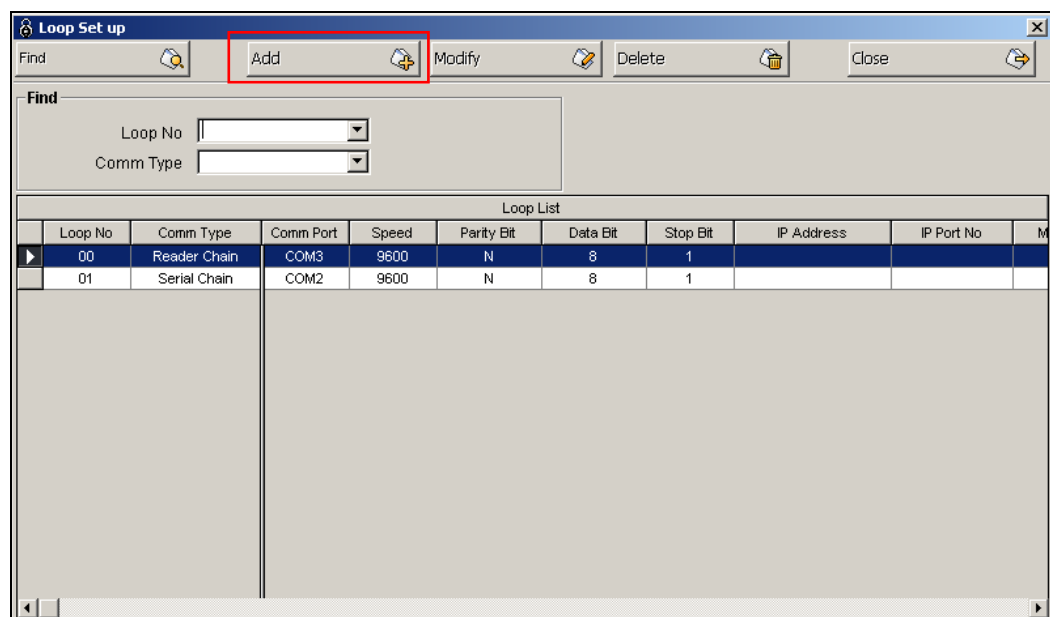 Loop Set up
Find Add Modify Delete Close
Find
Loop No
Comm Type
Loop List
Loop No Comm Type Comm Port Speed Parity Bit Data Bit Stop Bit IP Address IP Port No M
00 Reader Chain COM3 9600 N 8 1
01 Serial Chain COM2 9600 N 8 1